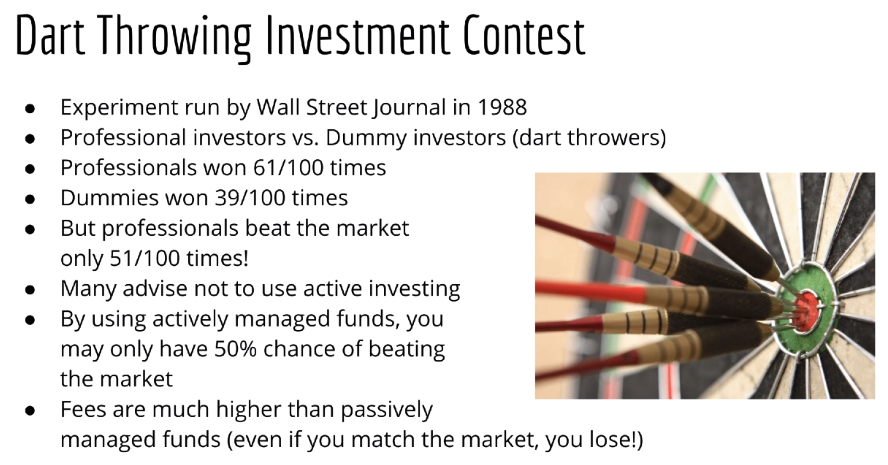 Dart Throwing Investment Contest
● Experiment run by Wall Street Journal in 1988
● Professional investors vs. Dummy investors (dart throwers)
● Professionals won 61/100 times
● Dummies won 39/100 times
● But professionals beat the market
only 51/100 times!
● Many advise not to use active investing
● By using actively managed funds, you
may only have 50% chance of beating
the market
● Fees are much higher than passively
managed funds (even if you match the market, you lose!)